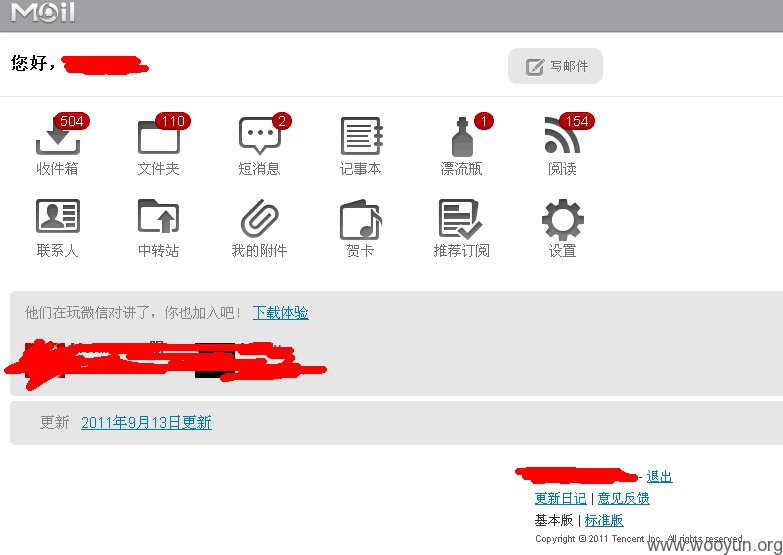 Mail
您好，
写邮件
504 110 2 1 154
收件箱 文件夹 短消息 记事本 漂流瓶 阅读
联系人 中转站 我的附件 贺卡 推荐订阅 设置
他们在玩微信对讲了，你也加入吧！ 下载体验
更新 2011年9月13日更新
- 退出
更新日记 | 意见反馈
基本版 | 标准版
Copyright © 2011 Tencent Inc. All rights reserved
www.wooyun.org